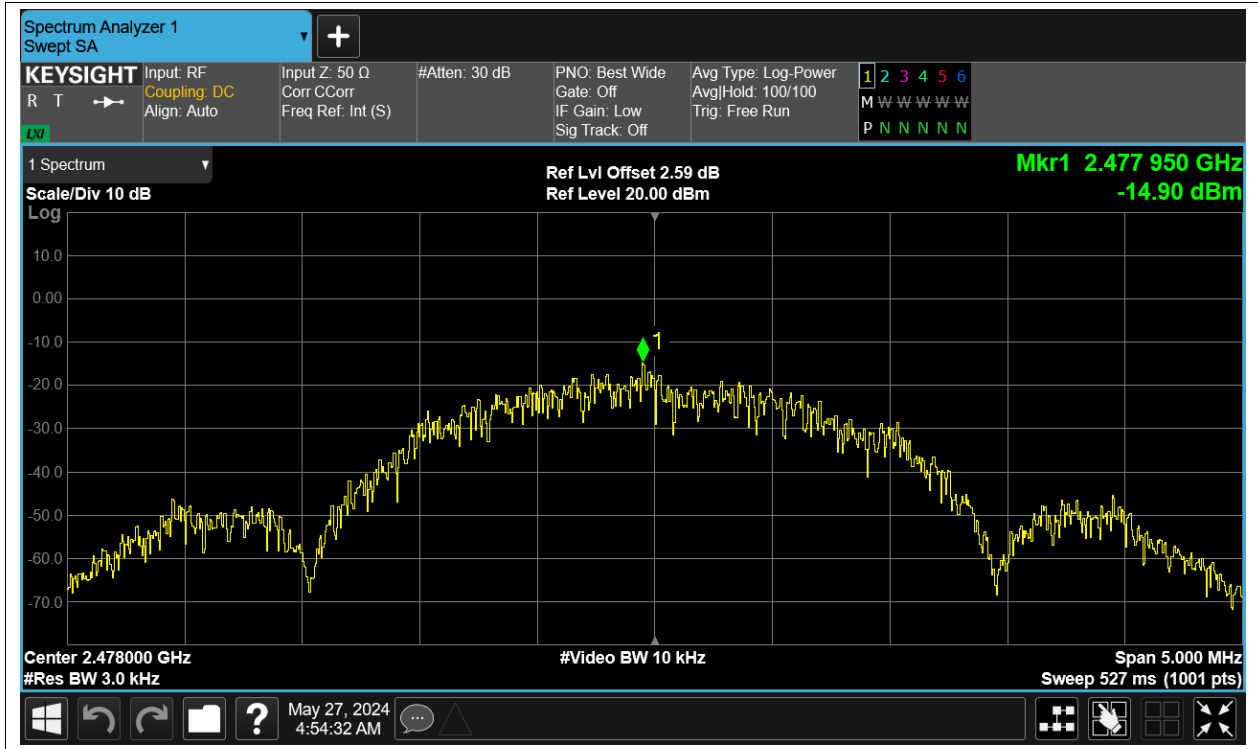 Spectrum Analyzer 1
Swept SA
KEYSIGHT
R T
LXI
Input: RF
Coupling: DC
Align: Auto
Input Z: 50 Ω
Corr CCorr
Freq Ref: Int (S)
#Atten: 30 dB
PNO: Best Wide
Gate: Off
IF Gain: Low
Sig Track: Off
Avg Type: Log-Power
Avg|Hold: 100/100
Trig: Free Run
1 2 3 4 5 6
M W W W W W
P N N N N N
1 Spectrum
Scale/Div 10 dB
Log
Ref Lvl Offset 2.59 dB
Ref Level 20.00 dBm
Mkr1 2.477 950 GHz
-14.90 dBm
10.0
0.00
-10.0
-20.0
-30.0
-40.0
-50.0
-60.0
-70.0
1
Center 2.478000 GHz
#Res BW 3.0 kHz
#Video BW 10 kHz
Span 5.000 MHz
Sweep 527 ms (1001 pts)
?
May 27, 2024
4:54:32 AM